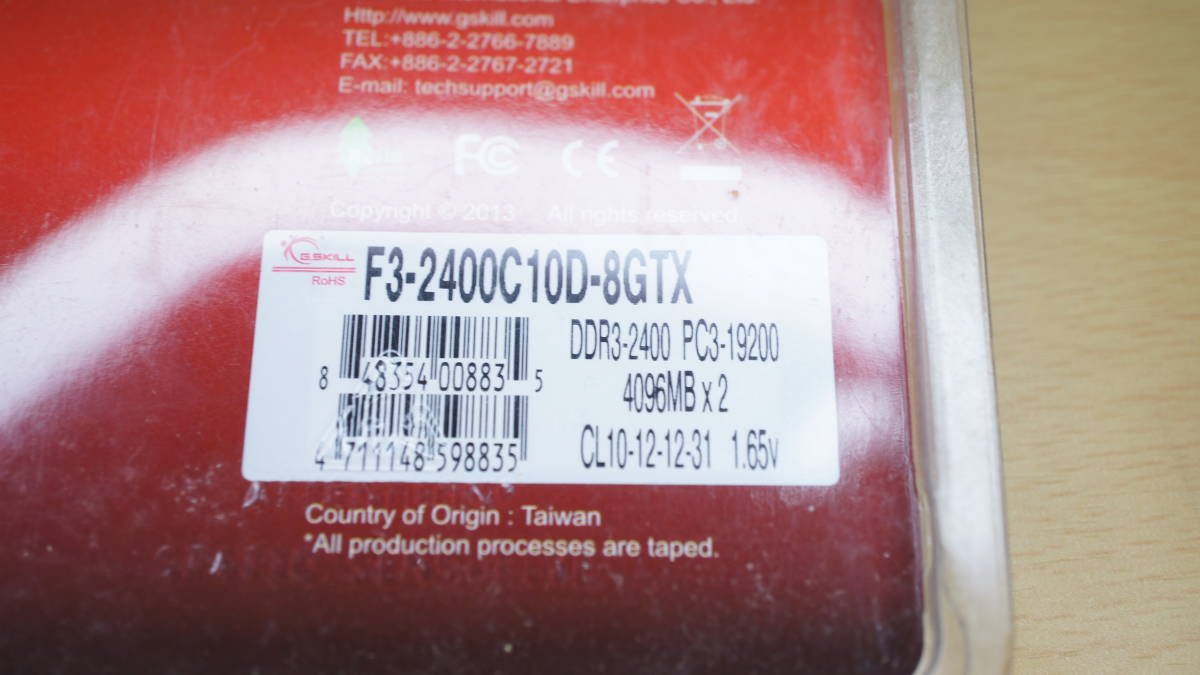 Http://www.gskill.com
TEL:+886-2-2766-7889
FAX:+886-2-2767-2721
E-mail: techsupport@gskill.com
FC CE
Copyright © 2013 All rights reserved.
G.SKILL
RoHS
F3-2400C10D-8GTX
DDR3-2400 PC3-19200
4096MB x 2
CL10-12-12-31 1.65v
8 48354 00883 5
4 711148 598835
Country of Origin : Taiwan
*All production processes are taped.